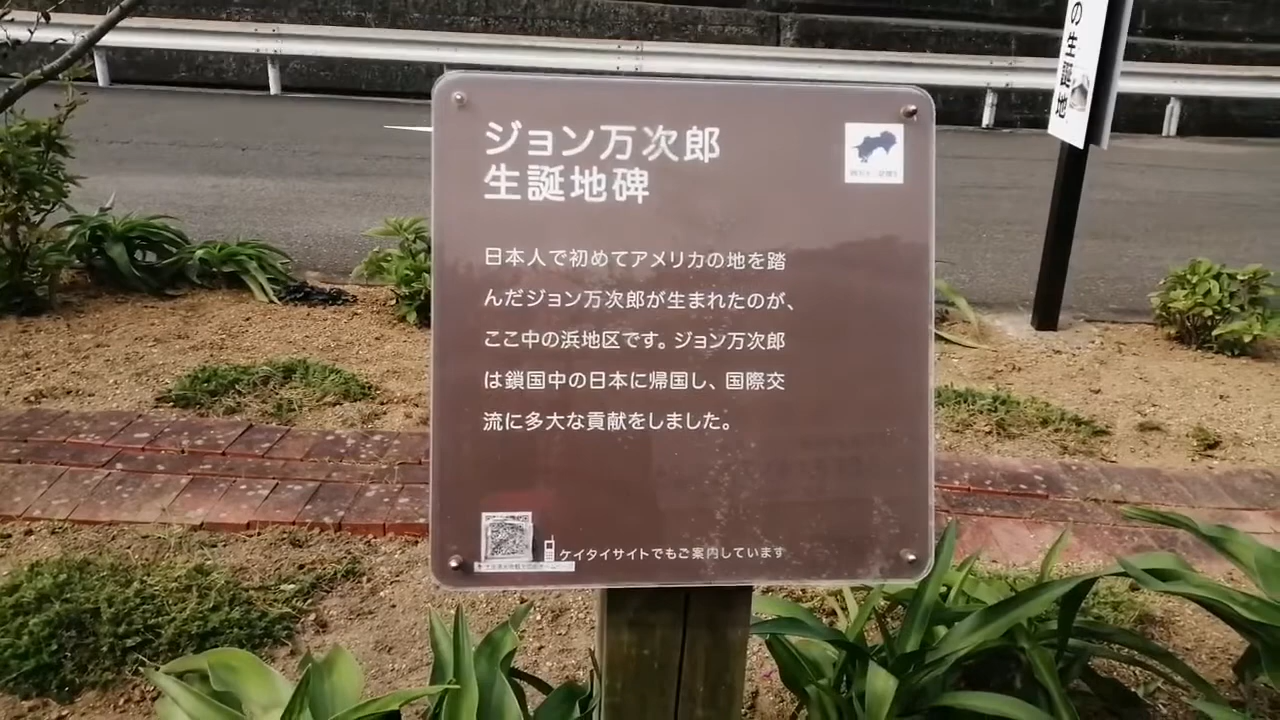 ジョン万次郎
生誕地碑
日本人で初めてアメリカの地を踏
んだジョン万次郎が生まれたのが、
ここ中の浜地区です。ジョン万次郎
は鎖国中の日本に帰国し、国際交
流に多大な貢献をしました。
ケイタイサイトでもご案内しています
の生誕地